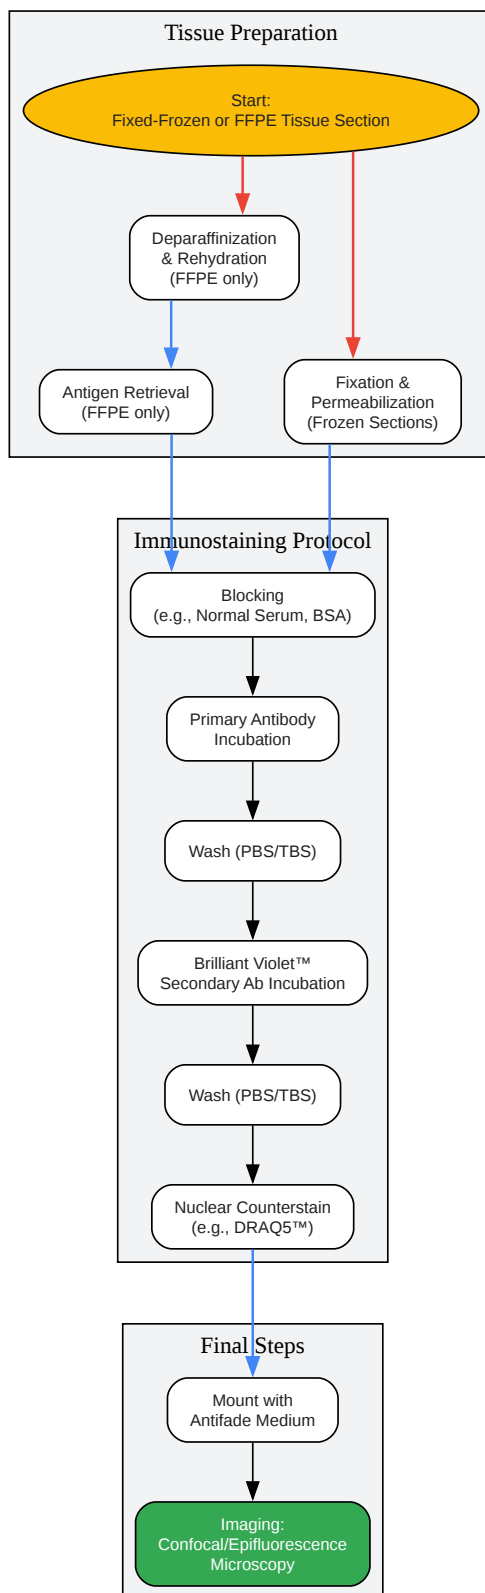 Tissue Preparation
Start:
Fixed-Frozen or FFPE Tissue Section
Deparaffinization
& Rehydration
(FFPE only)
Antigen Retrieval
(FFPE only)
Fixation &
Permeabilization
(Frozen Sections)
Immunostaining Protocol
Blocking
(e.g., Normal Serum, BSA)
Primary Antibody
Incubation
Wash (PBS/TBS)
Brilliant Violet™
Secondary Ab Incubation
Wash (PBS/TBS)
Nuclear Counterstain
(e.g., DRAQ5™)
Final Steps
Mount with
Antifade Medium
Imaging:
Confocal/Epifluorescence
Microscopy